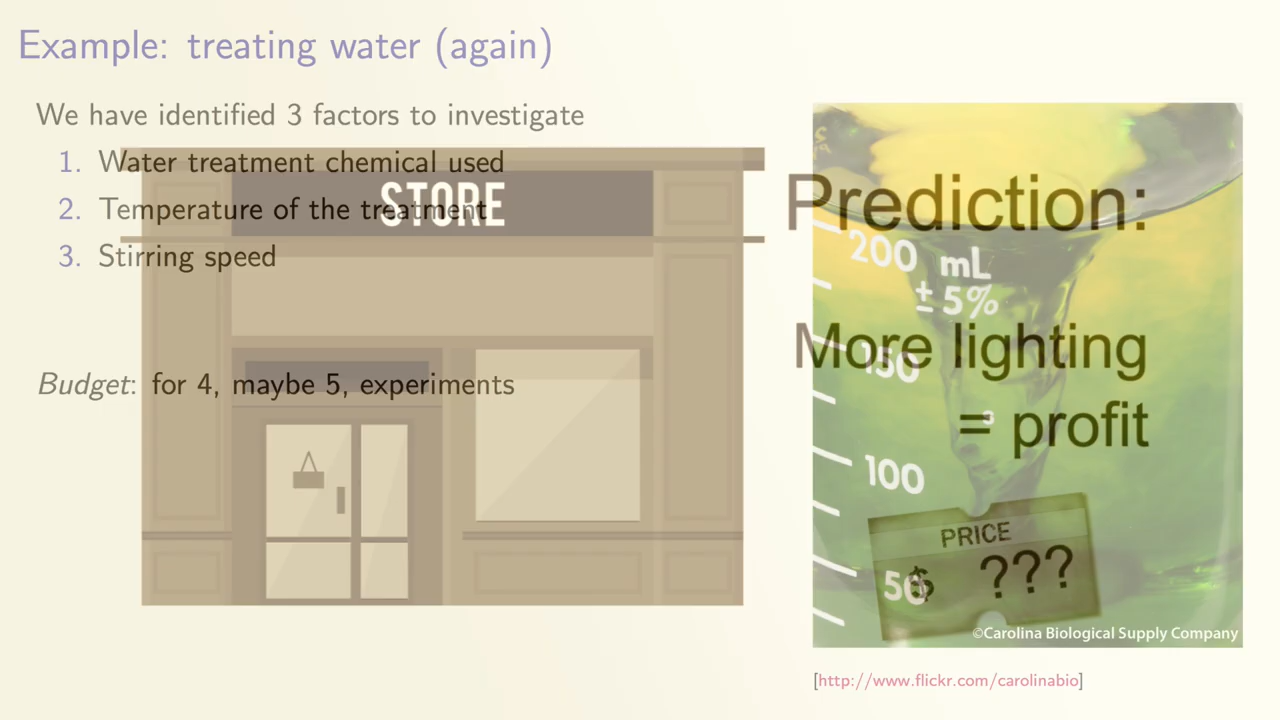 Example: treating water (again)
We have identified 3 factors to investigate
1. Water treatment chemical used
2. Temperature of the treatment
3. Stirring speed
Budget: for 4, maybe 5, experiments
STORE
Prediction:
More lighting
= profit
200 mL
± 5%
150
100
50
PRICE
$ ???
©Carolina Biological Supply Company
[http://www.flickr.com/carolinabio]